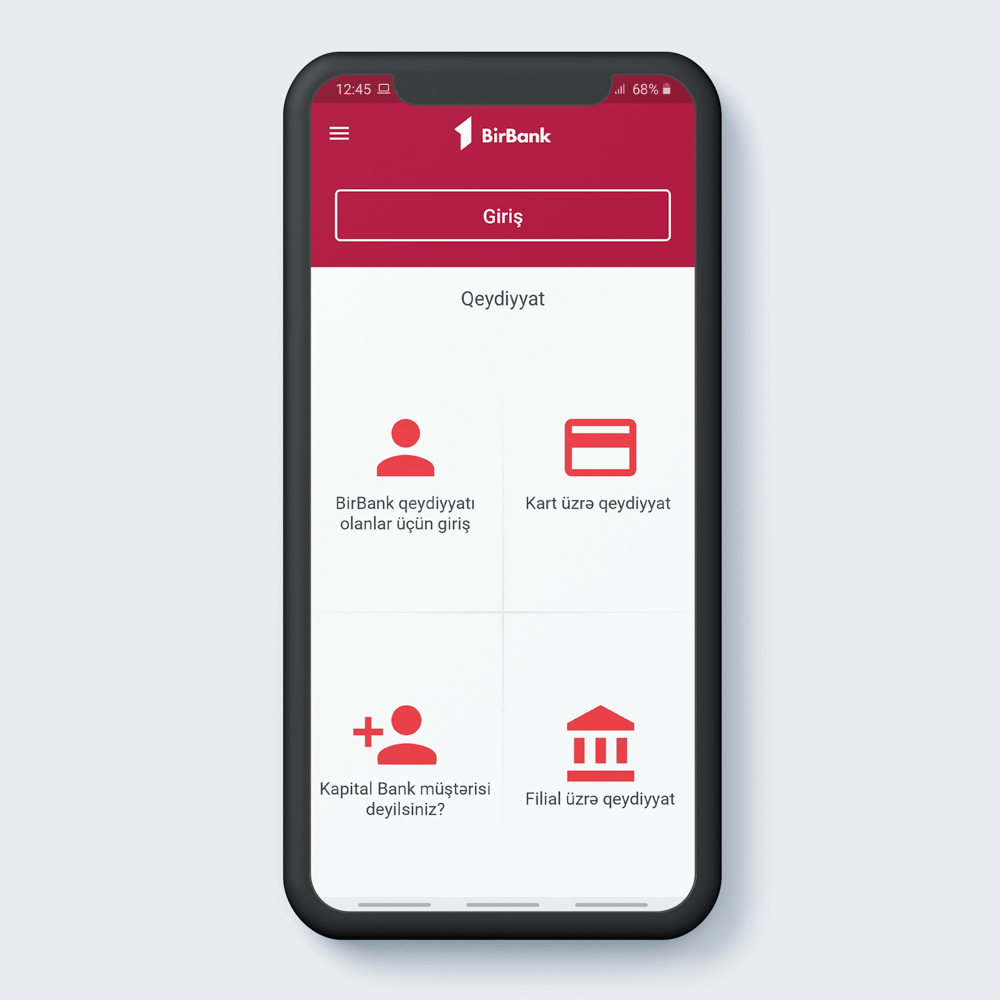 12:45
68%
BirBank
Giriş
Qeydiyyat
BirBank qeydiyyatı
olanlar üçün giriş
Kart üzrə qeydiyyat
Kapital Bank müştərisi
deyilsiniz?
Filial üzrə qeydiyyat